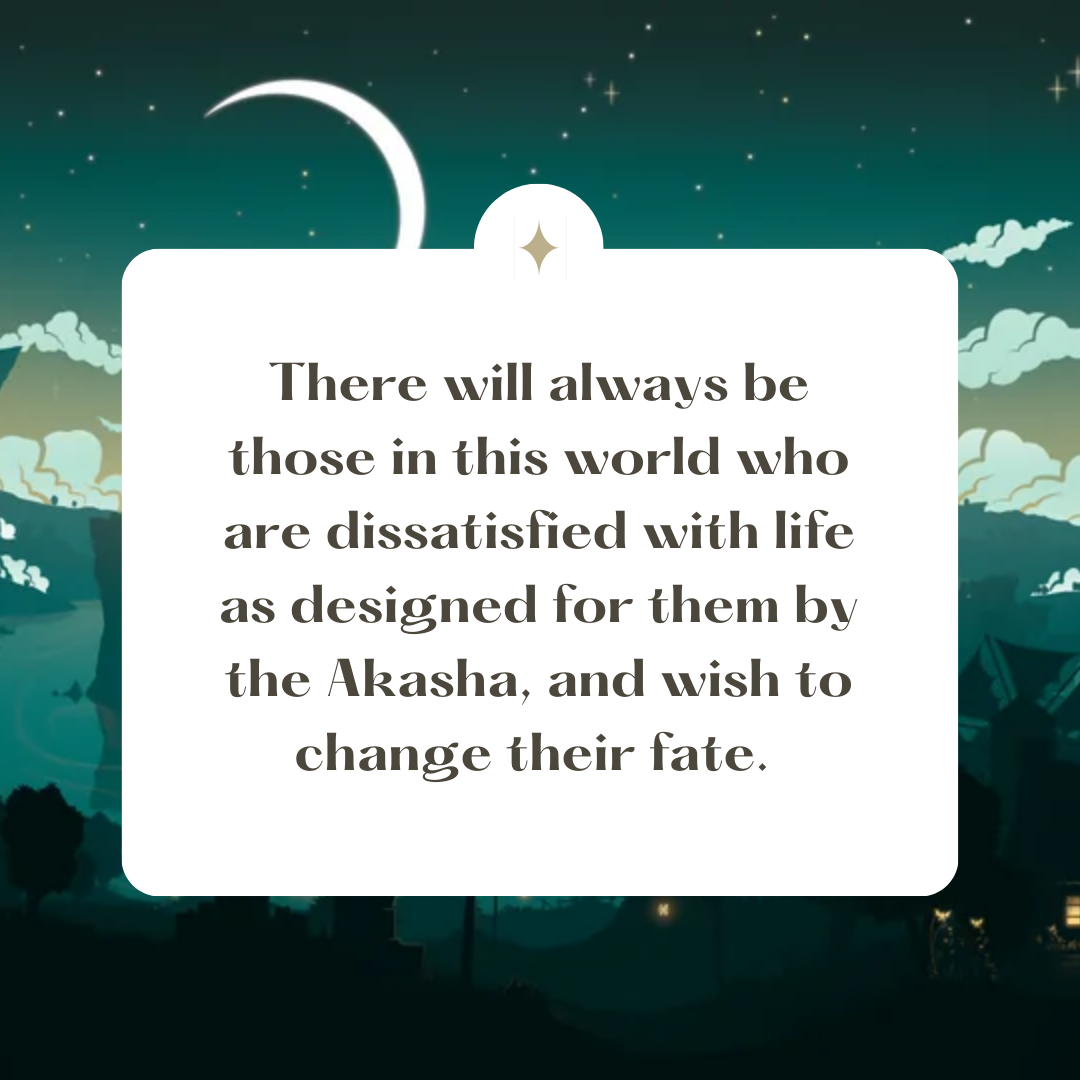 There will always be
those in this world who
are dissatisfied with life
as designed for them by
the Akasha, and wish to
change their fate.